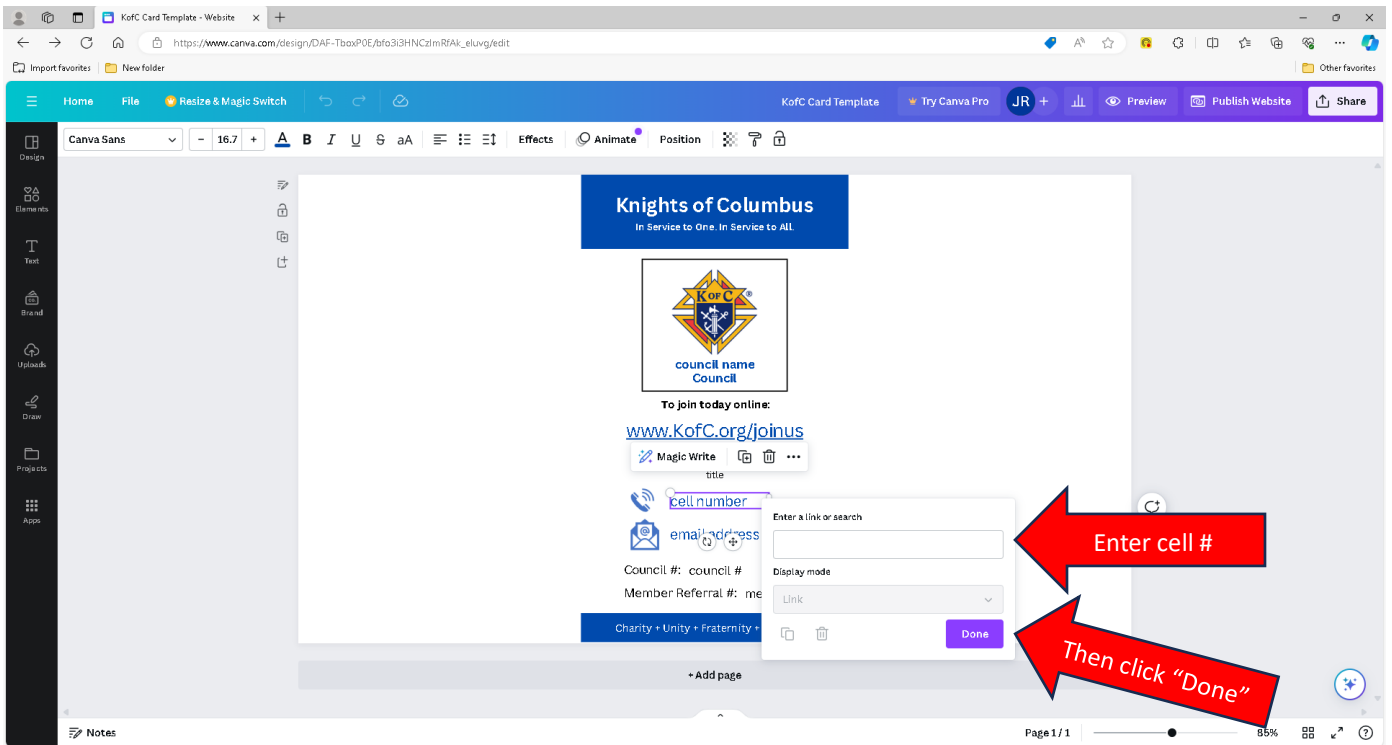 KofC Card Template - Website
https://www.canva.com/design/DAF-TboxP0E/bfo3i3HNCzlmRfAk_eluvg/edit
Import favorites
New folder
Other favorites
Home
File
Resize & Magic Switch
KofC Card Template
Try Canva Pro
JR
Preview
Publish Website
Share
Canva Sans
- 16.7 +
A B I U S aA
Effects
Animate
Position
Design
Elements
Text
Brand
Uploads
Draw
Projects
Apps
Knights of Columbus
In Service to One. In Service to All.
K OF C
council name
Council
To join today online:
www.KofC.org/joinus
Magic Write
title
cell number
email address
Council #: council #
Member Referral #: me
Charity + Unity + Fraternity +
Enter a link or search
Display mode
Link
Done
Enter cell #
Then click "Done"
+ Add page
Notes
Page 1 / 1
85%